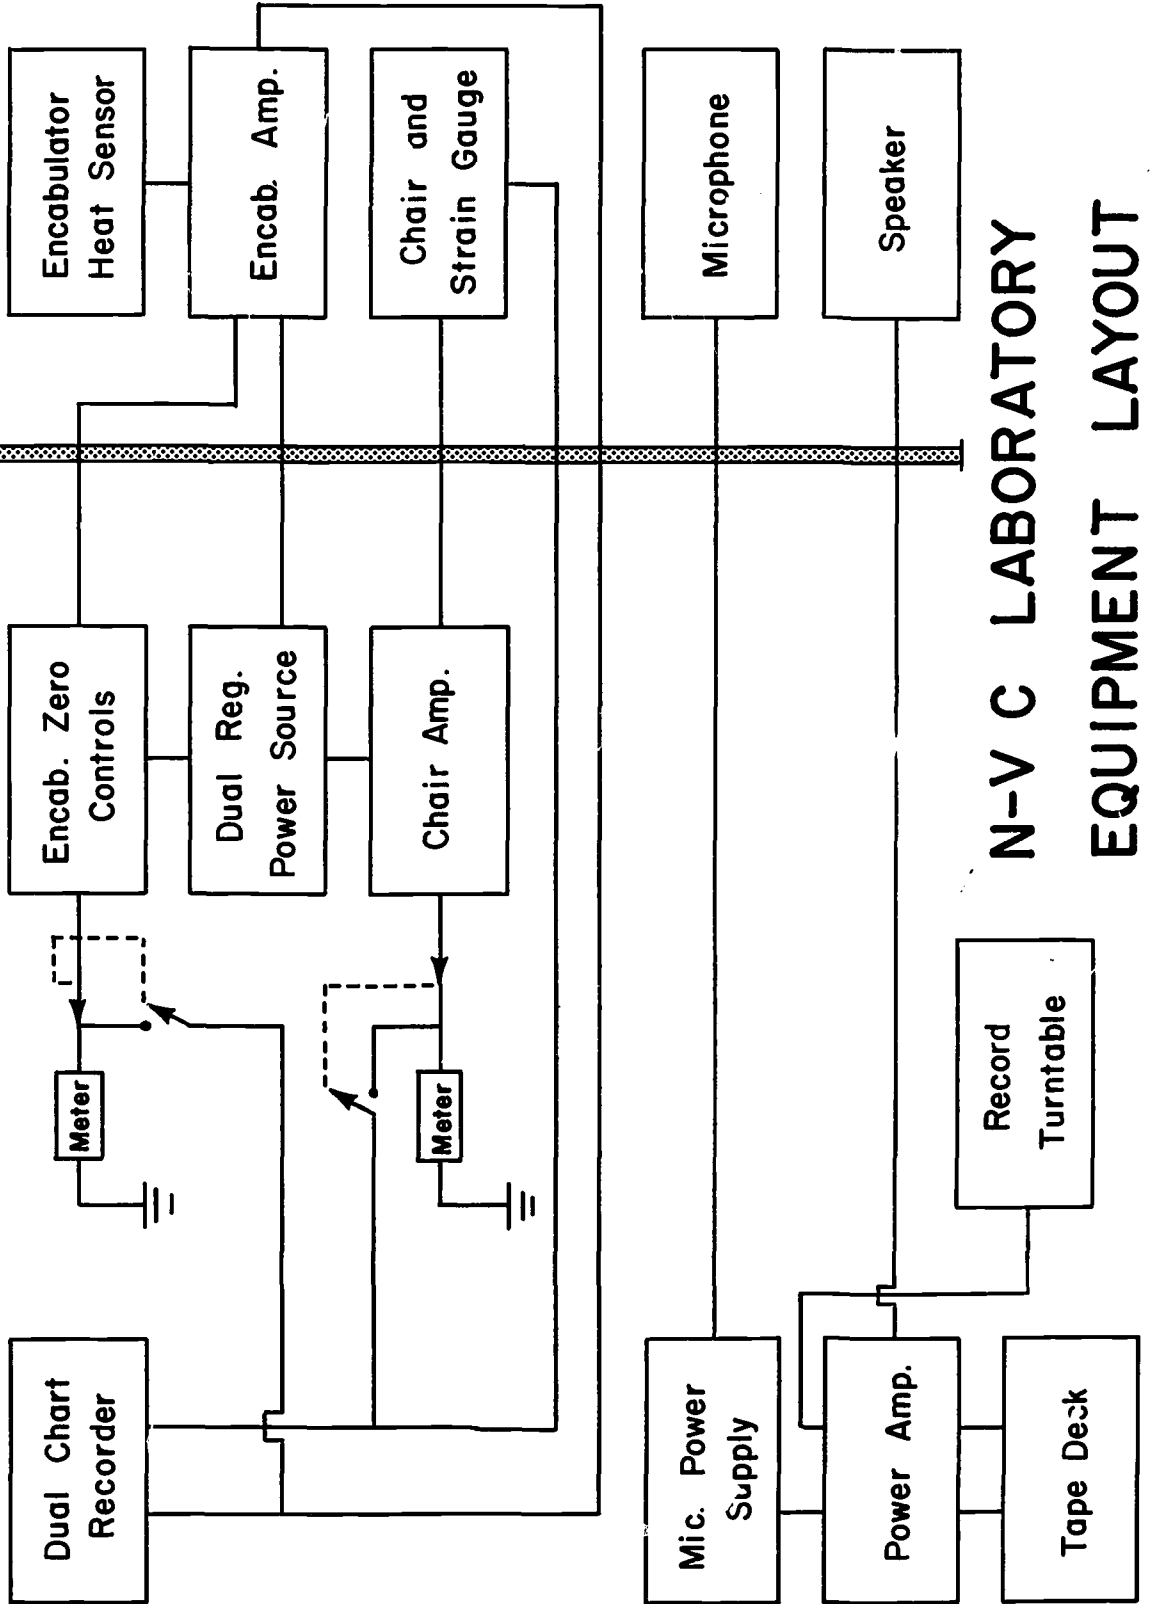 Dual Chart
Recorder
Meter
Encab. Zero
Controls
Encabulator
Heat Sensor
Dual Reg.
Power Source
Encab. Amp.
Meter
Chair Amp.
Chair and
Strain Gauge
Mic. Power
Supply
Microphone
Power Amp.
Speaker
Tape Deck
Record
Turntable
N-V C LABORATORY
EQUIPMENT LAYOUT